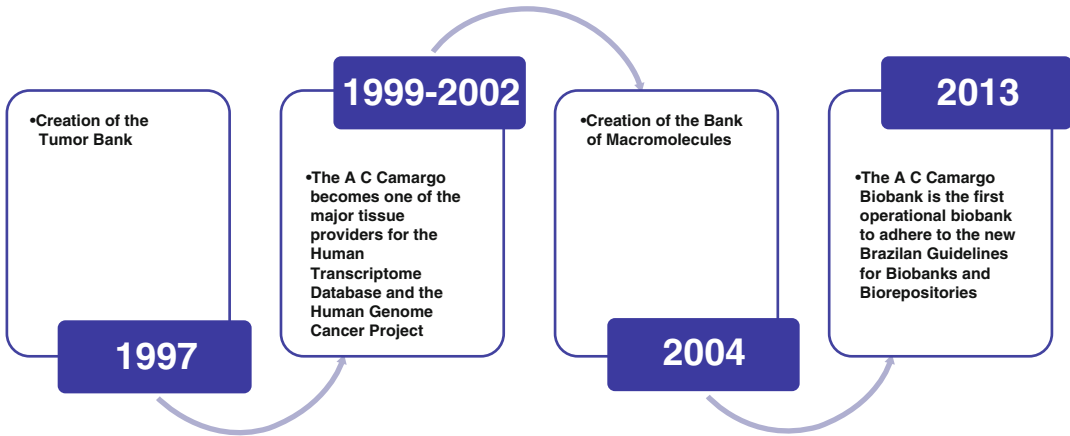 •Creation of the
Tumor Bank
1997
1999-2002
•The A C Camargo
becomes one of the
major tissue
providers for the
Human
Transcriptome
Database and the
Human Genome
Cancer Project
•Creation of the Bank
of Macromolecules
2004
2013
•The A C Camargo
Biobank is the first
operational biobank
to adhere to the new
Brazilan Guidelines
for Biobanks and
Biorepositories